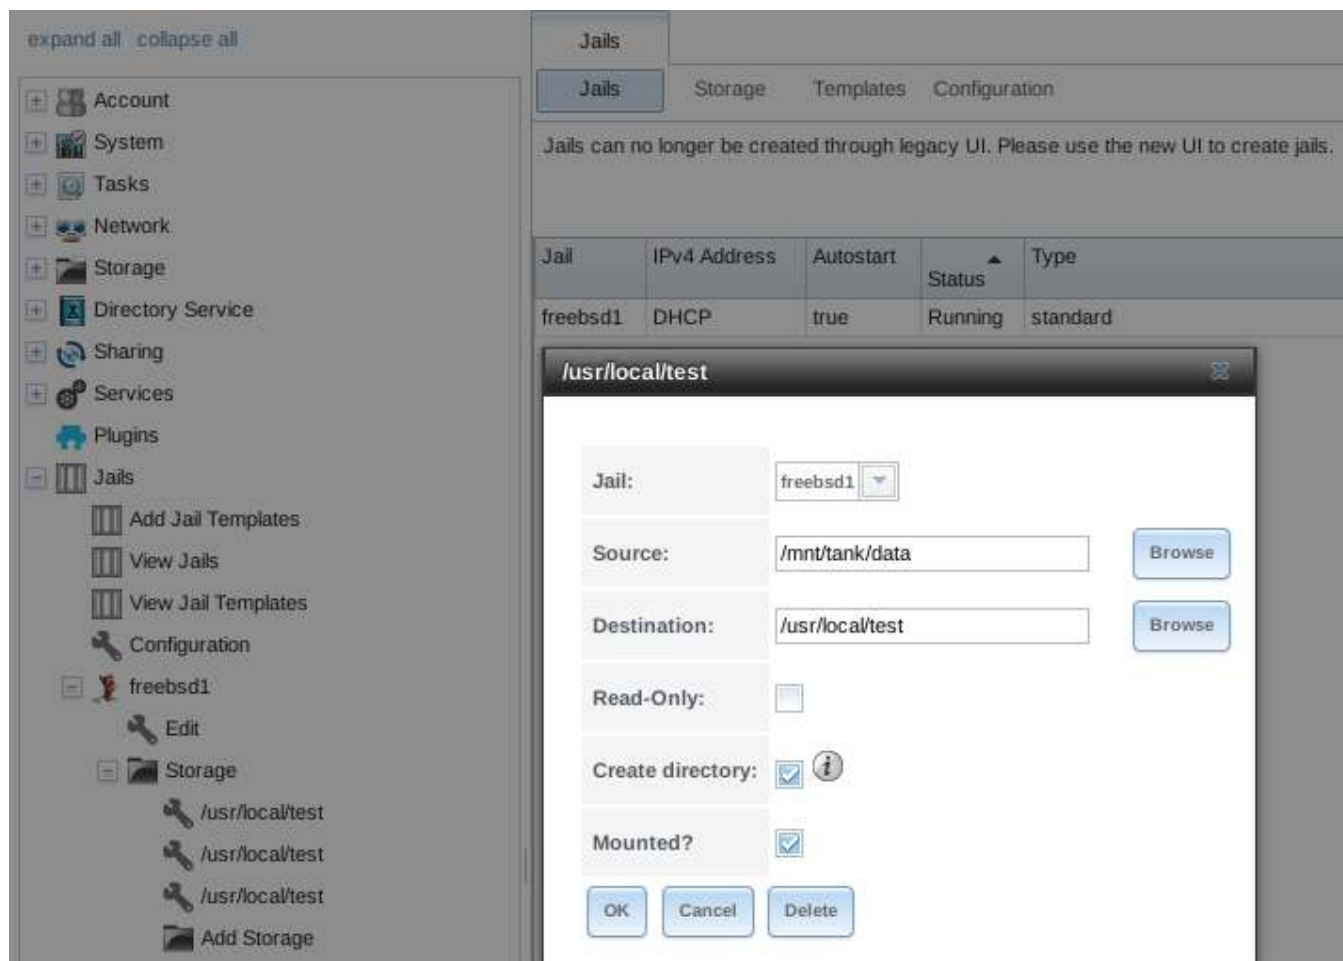 expand all collapse all
Account
System
Tasks
Network
Storage
Directory Service
Sharing
Services
Plugins
Jails
Add Jail Templates
View Jails
View Jail Templates
Configuration
freebsd1
Edit
Storage
/usr/local/test
/usr/local/test
/usr/local/test
Add Storage
Jails
Jails Storage Templates Configuration
Jails can no longer be created through legacy UI. Please use the new UI to create jails.
Jail IPv4 Address Autostart Status Type
freebsd1 DHCP true Running standard
/usr/local/test
Jail: freebsd1
Source: /mnt/tank/data Browse
Destination: /usr/local/test Browse
Read-Only:
Create directory: i
Mounted?
OK Cancel Delete